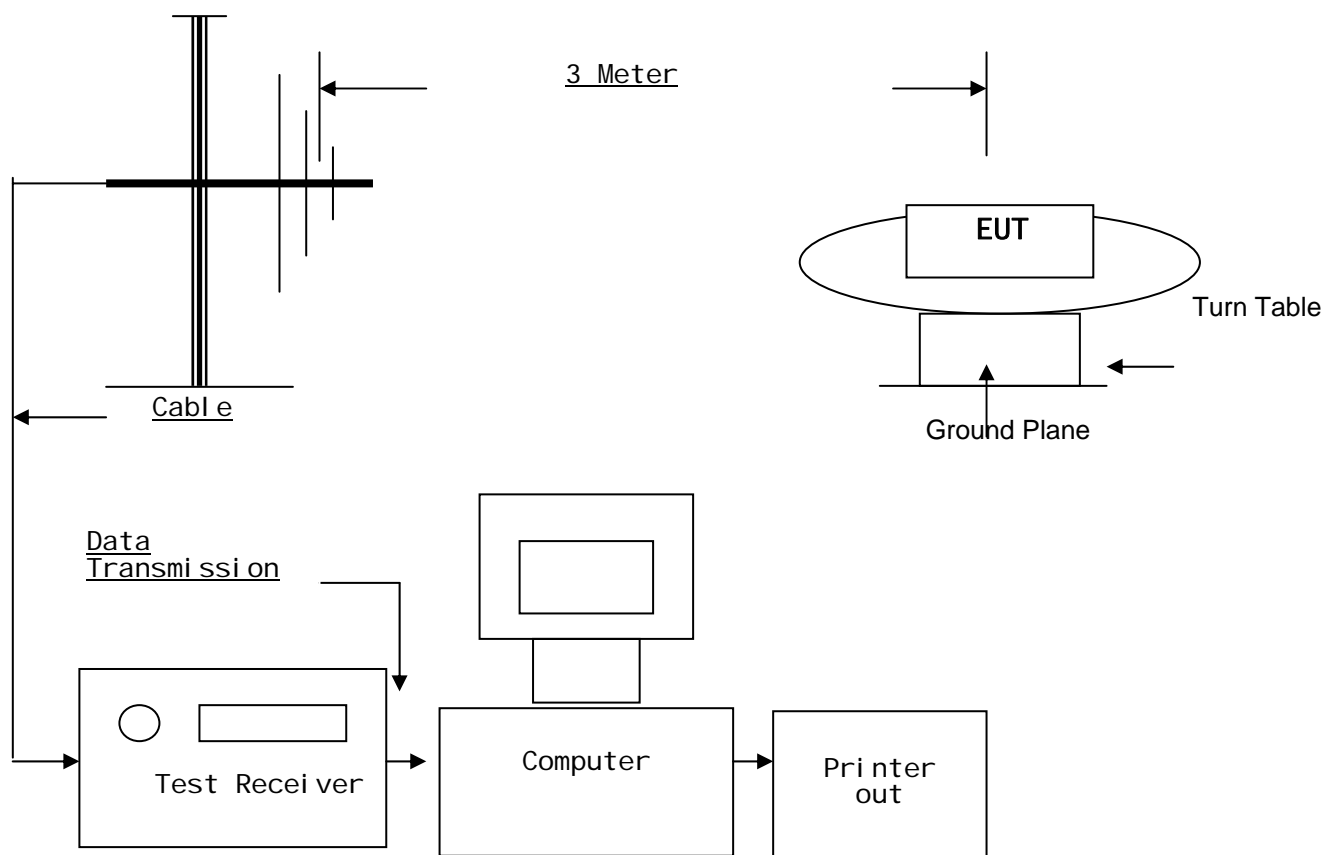 3 Meter
EUT
Turn Table
Cable
Ground Plane
Data
Transmission
Test Receiver
Computer
Printer
out